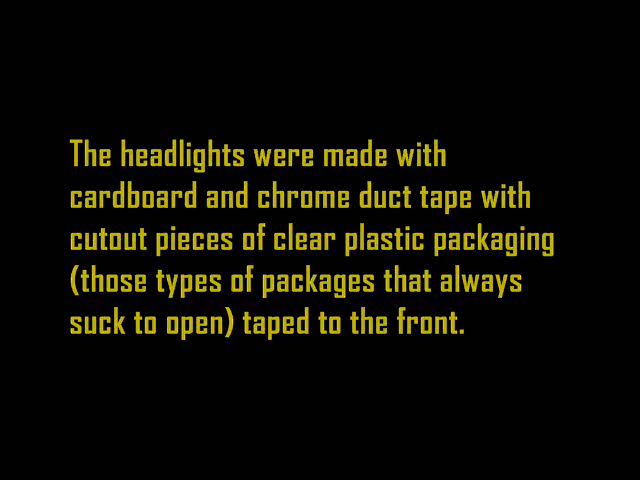 The headlights were made with
cardboard and chrome duct tape with
cutout pieces of clear plastic packaging
(those types of packages that always
suck to open) taped to the front.